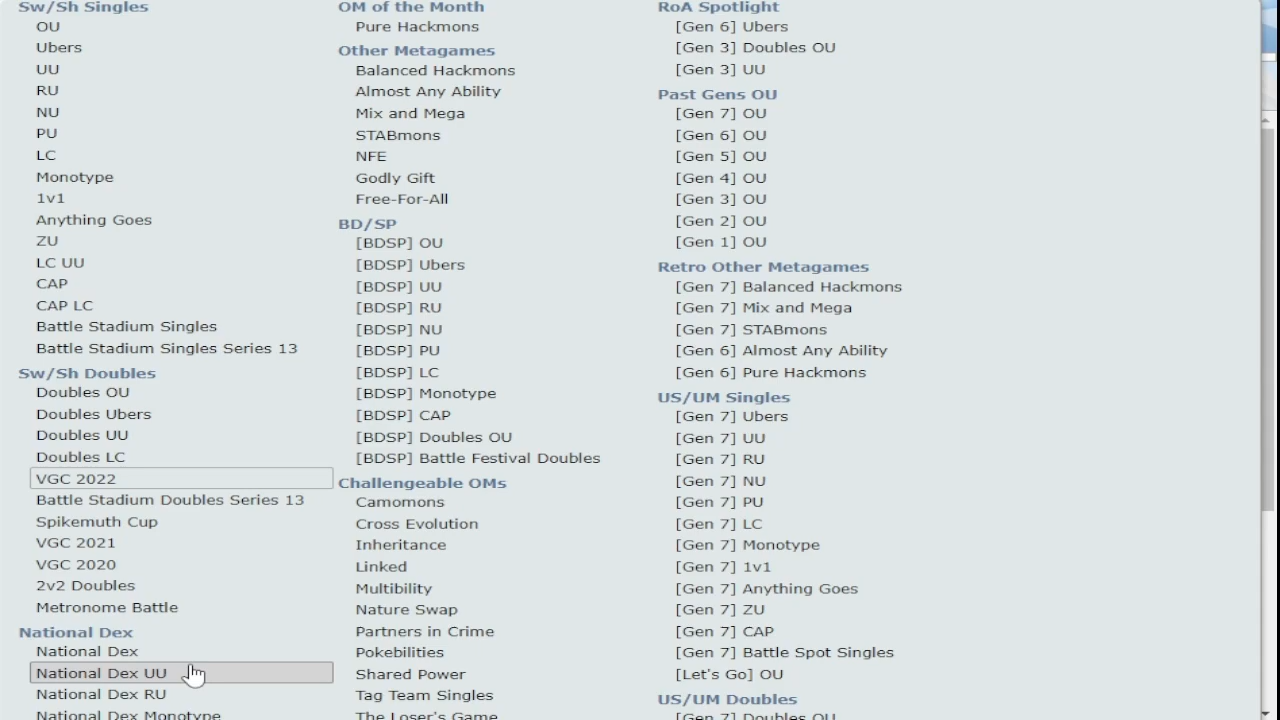 Sw/Sh Singles
OU
Ubers
UU
RU
NU
PU
LC
Monotype
1v1
Anything Goes
ZU
LC UU
CAP
CAP LC
Battle Stadium Singles
Battle Stadium Singles Series 13
Sw/Sh Doubles
Doubles OU
Doubles Ubers
Doubles UU
Doubles LC
VGC 2022
Battle Stadium Doubles Series 13
Spikemuth Cup
VGC 2021
VGC 2020
2v2 Doubles
Metronome Battle
National Dex
National Dex
National Dex UU
National Dex RU
National Dex Monotype
OM of the Month
Pure Hackmons
Other Metagames
Balanced Hackmons
Almost Any Ability
Mix and Mega
STABmons
NFE
Godly Gift
Free-For-All
BD/SP
[BDSP] OU
[BDSP] Ubers
[BDSP] UU
[BDSP] RU
[BDSP] NU
[BDSP] PU
[BDSP] LC
[BDSP] Monotype
[BDSP] CAP
[BDSP] Doubles OU
[BDSP] Battle Festival Doubles
Challengeable OMs
Camomons
Cross Evolution
Inheritance
Linked
Multibility
Nature Swap
Partners in Crime
Pokebilities
Shared Power
Tag Team Singles
The Loser's Game
RoA Spotlight
[Gen 6] Ubers
[Gen 3] Doubles OU
[Gen 3] UU
Past Gens OU
[Gen 7] OU
[Gen 6] OU
[Gen 5] OU
[Gen 4] OU
[Gen 3] OU
[Gen 2] OU
[Gen 1] OU
Retro Other Metagames
[Gen 7] Balanced Hackmons
[Gen 7] Mix and Mega
[Gen 7] STABmons
[Gen 6] Almost Any Ability
[Gen 6] Pure Hackmons
US/UM Singles
[Gen 7] Ubers
[Gen 7] UU
[Gen 7] RU
[Gen 7] NU
[Gen 7] PU
[Gen 7] LC
[Gen 7] Monotype
[Gen 7] 1v1
[Gen 7] Anything Goes
[Gen 7] ZU
[Gen 7] CAP
[Gen 7] Battle Spot Singles
[Let's Go] OU
US/UM Doubles
[Gen 7] Doubles OU